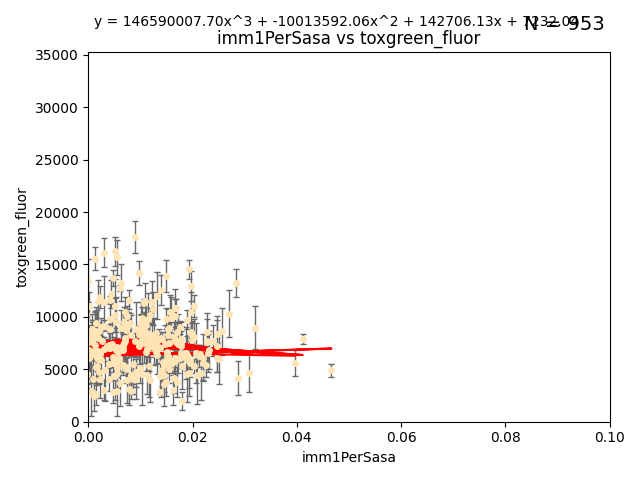 y = 146590007.70x^3 + -10013592.06x^2 + 142706.13x +
N = 953
imm1PerSasa vs toxgreen_fluor
35000
30000
25000
20000
15000
10000
5000
0
toxgreen_fluor
0.00 0.02 0.04 0.06 0.08 0.10
imm1PerSasa